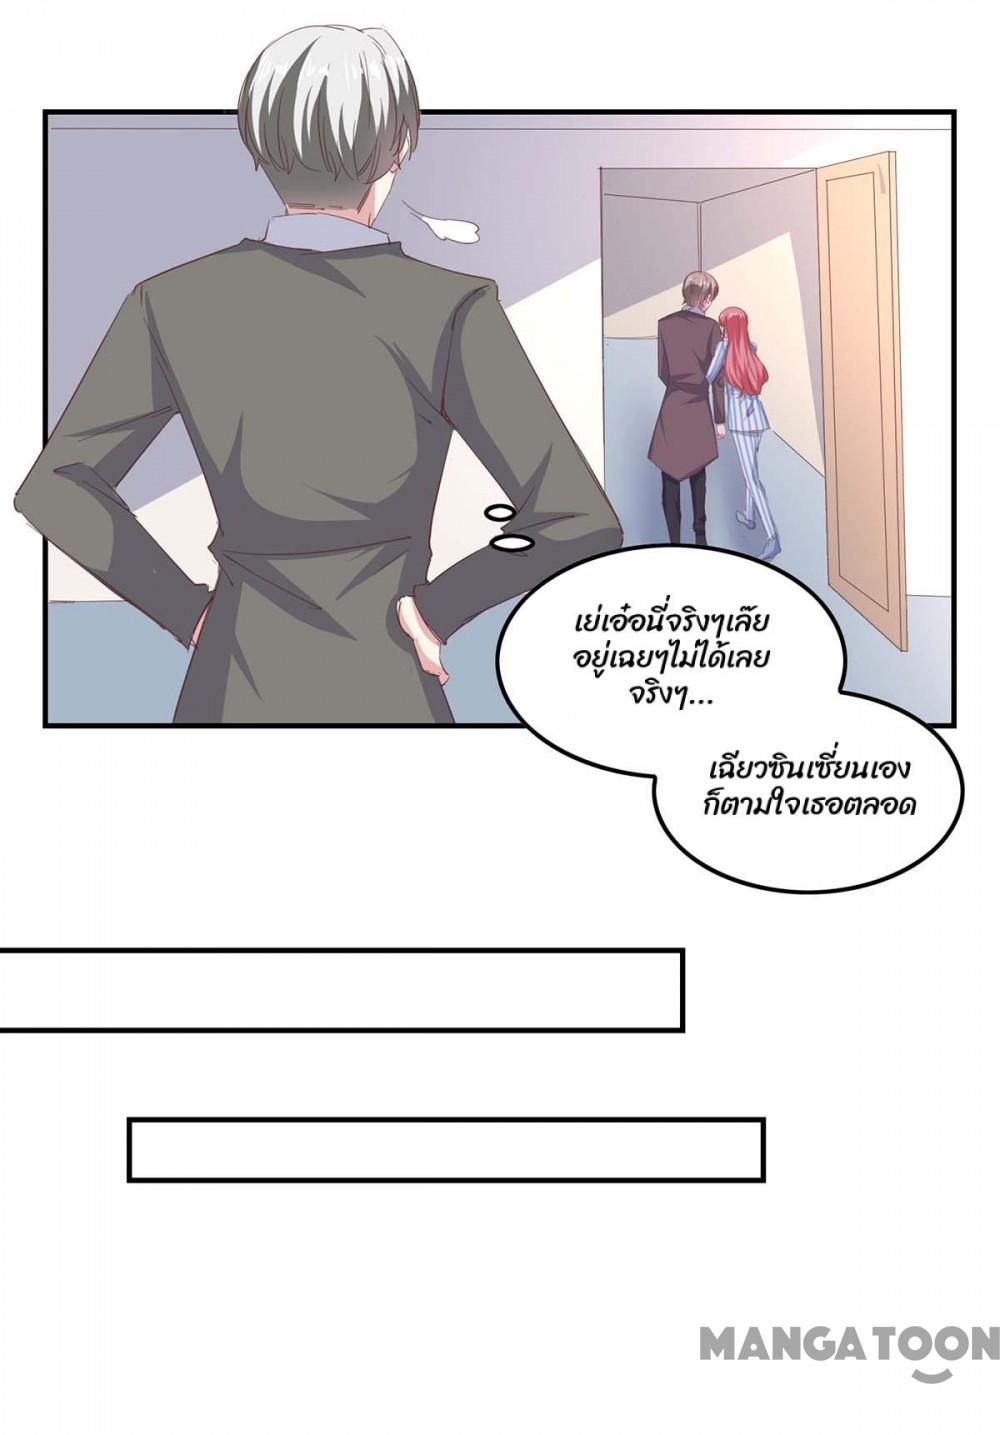 เย่เอ๋อนี่จริงๆเล๊ย
อยู่เฉยๆไม่ได้เลย
จริงๆ...
เฉียวซินเซี่ยนเอง
ก็ตามใจเธอตลอด
MANGATOON